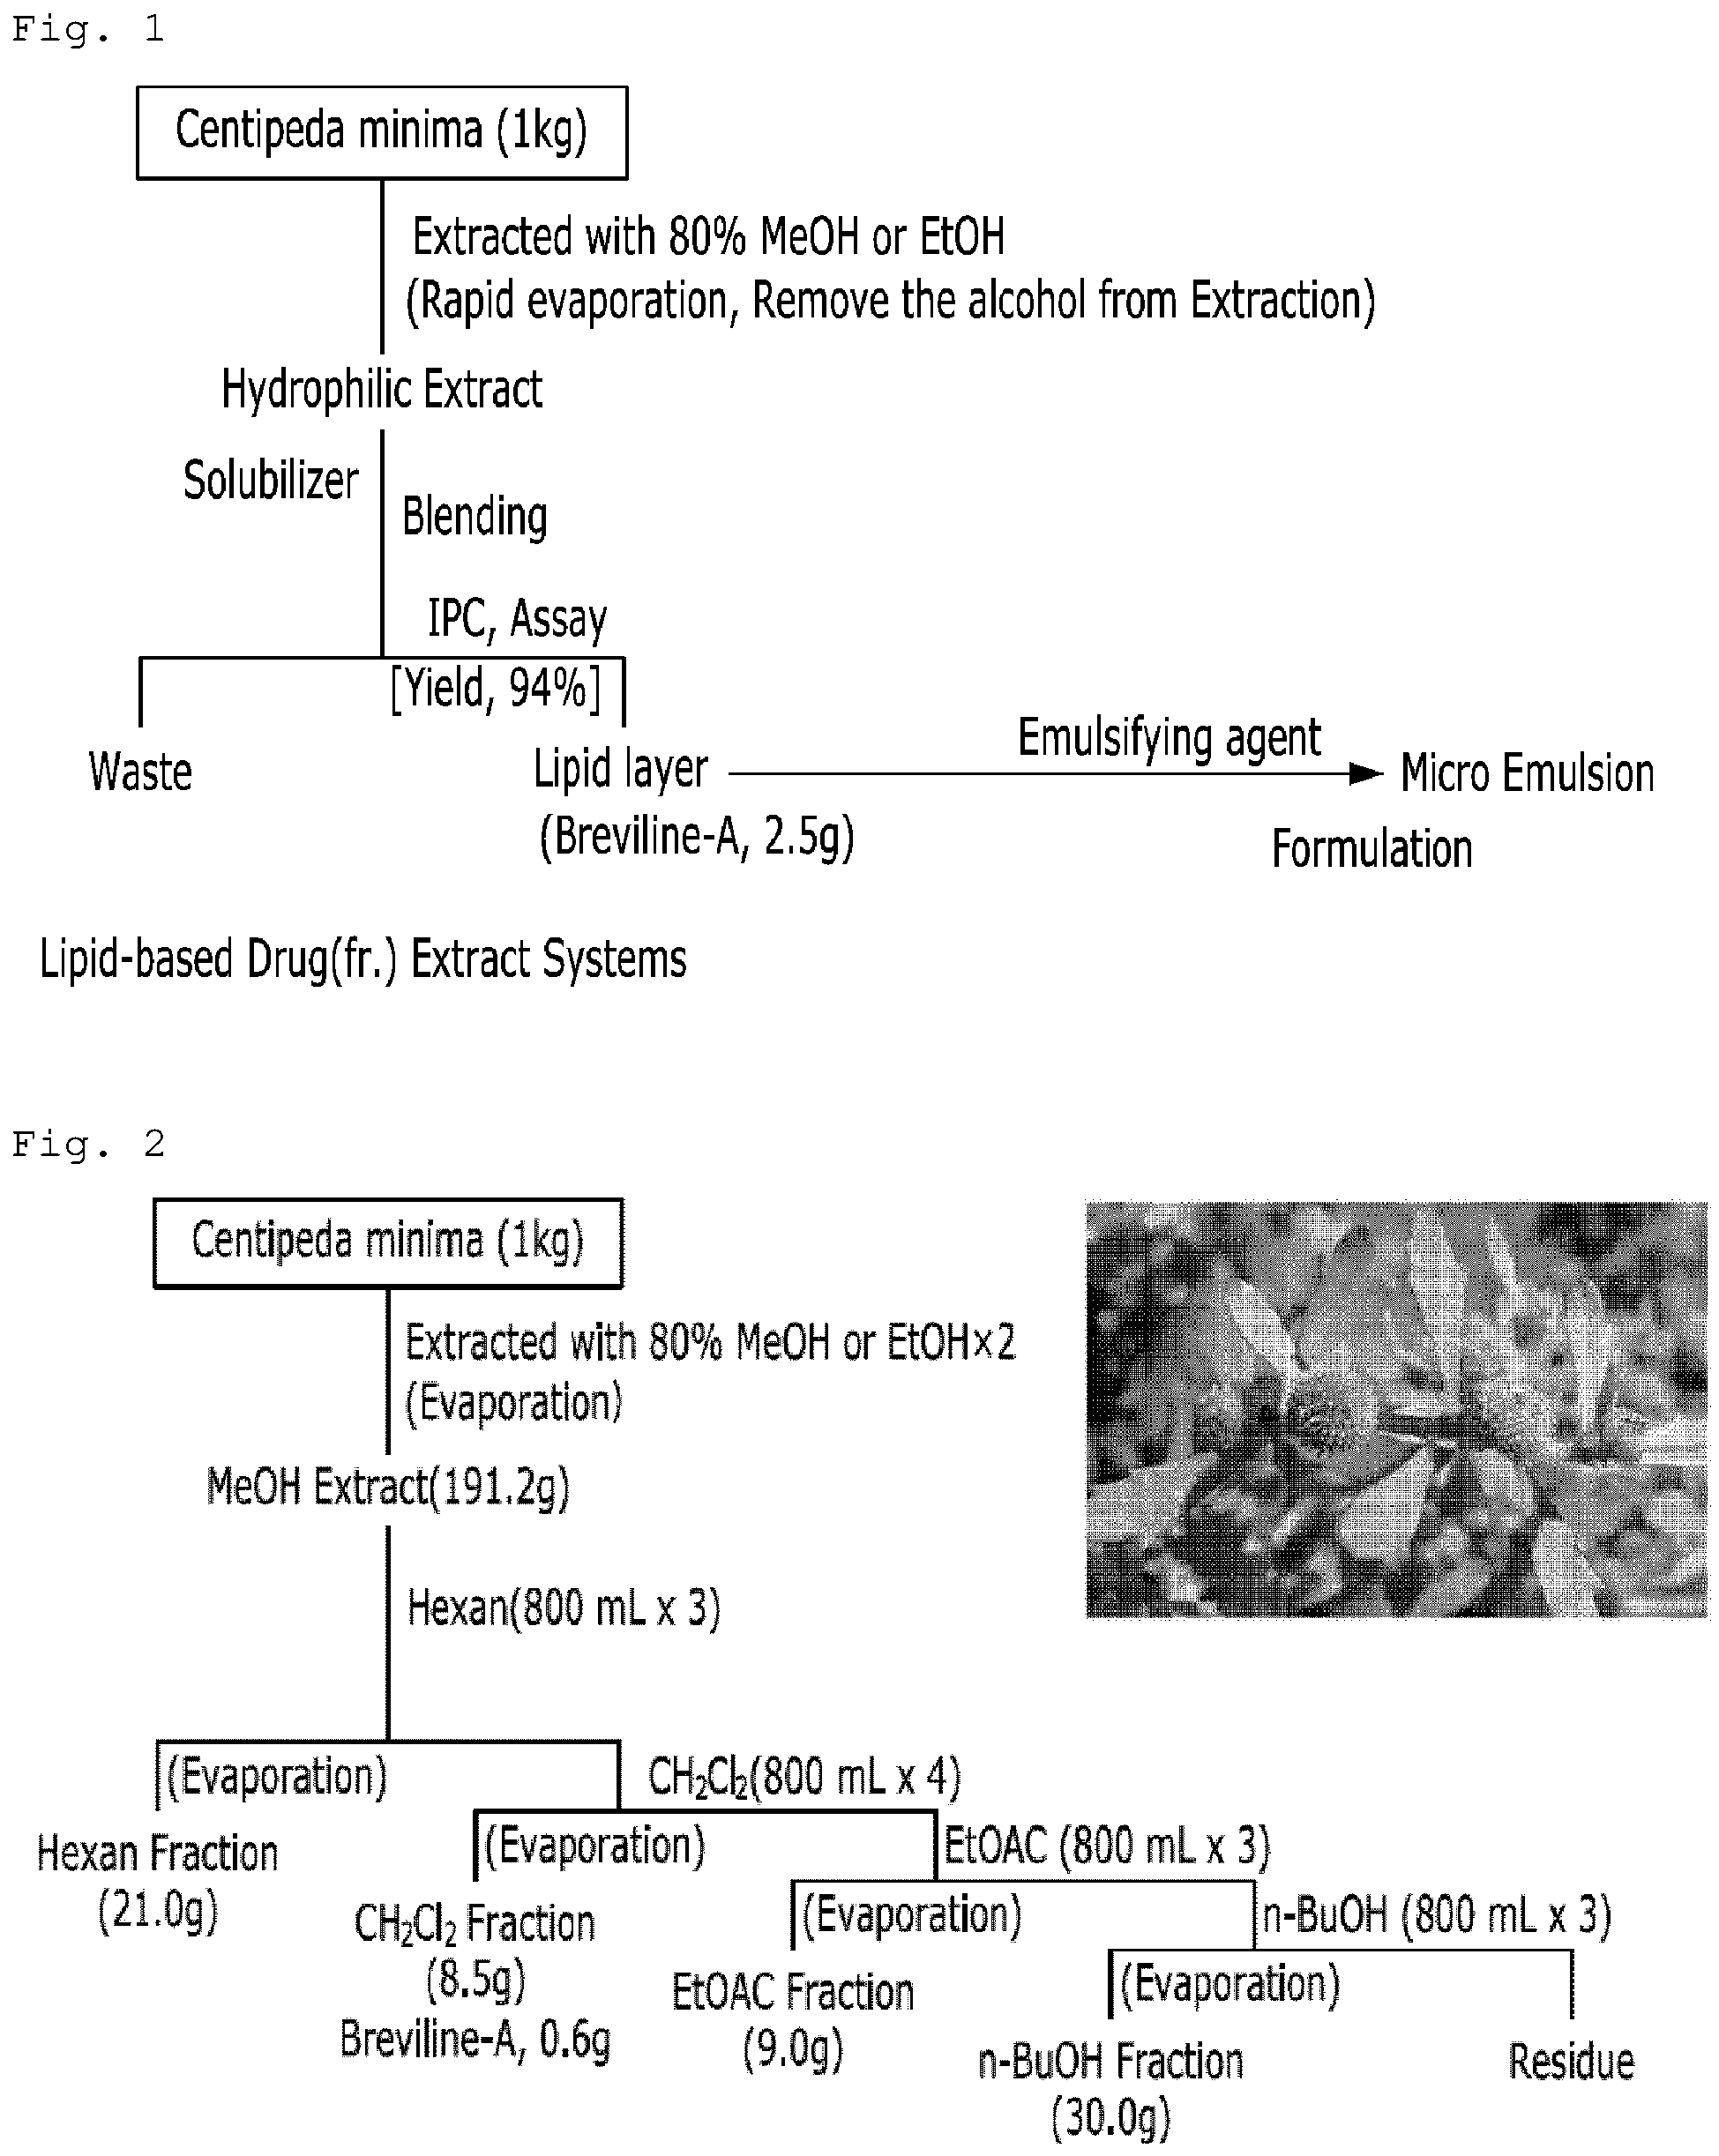 Fig. 1
Centipeda minima (1kg)
Extracted with 80% MeOH or EtOH
(Rapid evaporation, Remove the alcohol from Extraction)
Hydrophilic Extract
Solubilizer
Blending
IPC, Assay
[Yield, 94%]
Waste
Lipid layer
(Breviline-A, 2.5g)
Emulsifying agent
Micro Emulsion
Formulation
Lipid-based Drug(fr.) Extract Systems
Fig. 2
Centipeda minima (1kg)
Extracted with 80% MeOH or EtOH×2
(Evaporation)
MeOH Extract(191.2g)
Hexan(800 mL x 3)
(Evaporation)
CH₂Cl₂(800 mL x 4)
Hexan Fraction
(21.0g)
(Evaporation)
EtOAC (800 mL x 3)
CH₂Cl₂ Fraction
(8.5g)
Breviline-A, 0.6g
(Evaporation)
n-BuOH (800 mL x 3)
EtOAC Fraction
(9.0g)
(Evaporation)
n-BuOH Fraction
(30.0g)
Residue